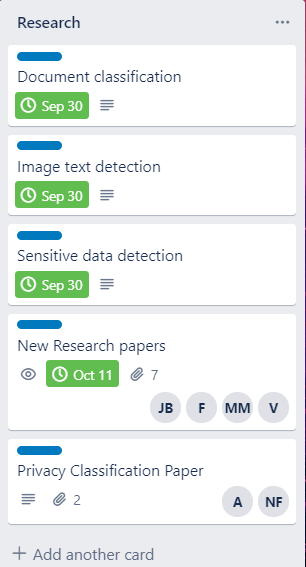 Research
Document classification
Sep 30
Image text detection
Sep 30
Sensitive data detection
Sep 30
New Research papers
Oct 11 7
JB F MM V
Privacy Classification Paper
2 A NF
Add another card